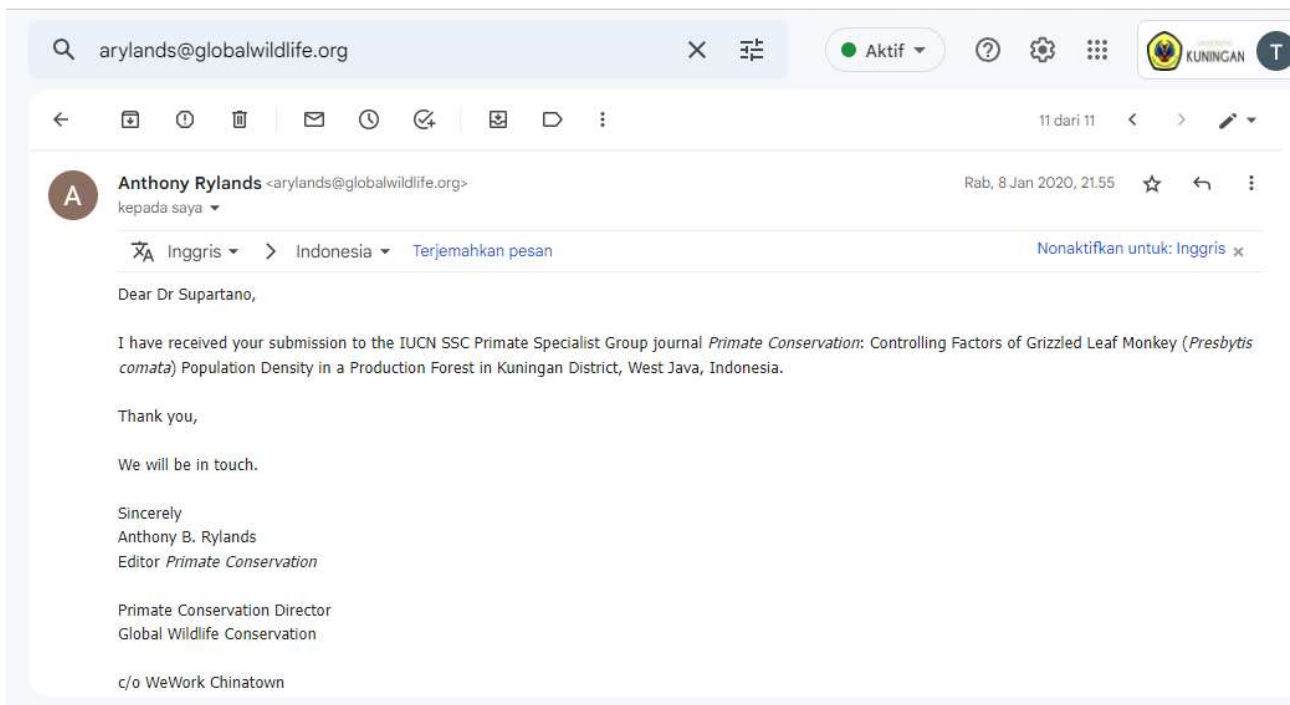 arylands@globalwildlife.org
Aktif
KUNINGAN
T
11 dari 11
A
Anthony Rylands <arylands@globalwildlife.org>
Rab, 8 Jan 2020, 21.55
kepada saya
Inggris > Indonesia Terjemahkan pesan
Nonaktifkan untuk: Inggris x
Dear Dr Supartano,
I have received your submission to the IUCN SSC Primate Specialist Group journal Primate Conservation: Controlling Factors of Grizzled Leaf Monkey (Presbytis
comata) Population Density in a Production Forest in Kuningan District, West Java, Indonesia.
Thank you,
We will be in touch.
Sincerely
Anthony B. Rylands
Editor Primate Conservation
Primate Conservation Director
Global Wildlife Conservation
c/o WeWork Chinatown